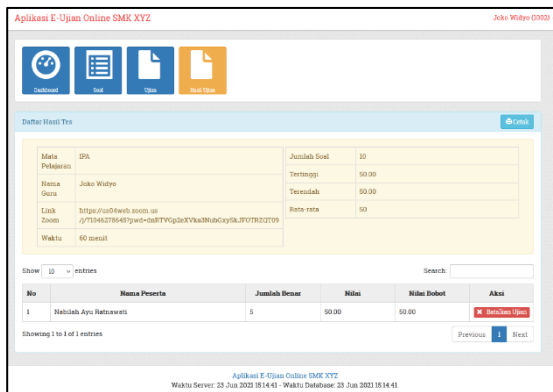 Aplikasi E-Ujian Online SMK XYZ
Joko Widyo (1002)
Dashboard Soal Ujian Hasil Ujian
Daftar Hasil Tes
Cetak
Mata Pelajaran IPA
Nama Guru Joko Widyo
Link Zoom https://us04web.zoom.us
Waktu 60 menit
Jumlah Soal 10
Tertinggi 50.00
Terendah 50.00
Rata-rata 50
Show 10 entries
Search:
No Nama Peserta Jumlah Benar Nilai Nilai Bobot Aksi
1 Nabilah Ayu Ratnawati 5 50.00 50.00 Batalkan Ujian
Showing 1 to 1 of 1 entries
Previous 1 Next
Aplikasi E-Ujian Online SMK XYZ
Waktu Server: 23 Jun 2021 15:14:41 - Waktu Database: 23 Jun 2021 15:14:41